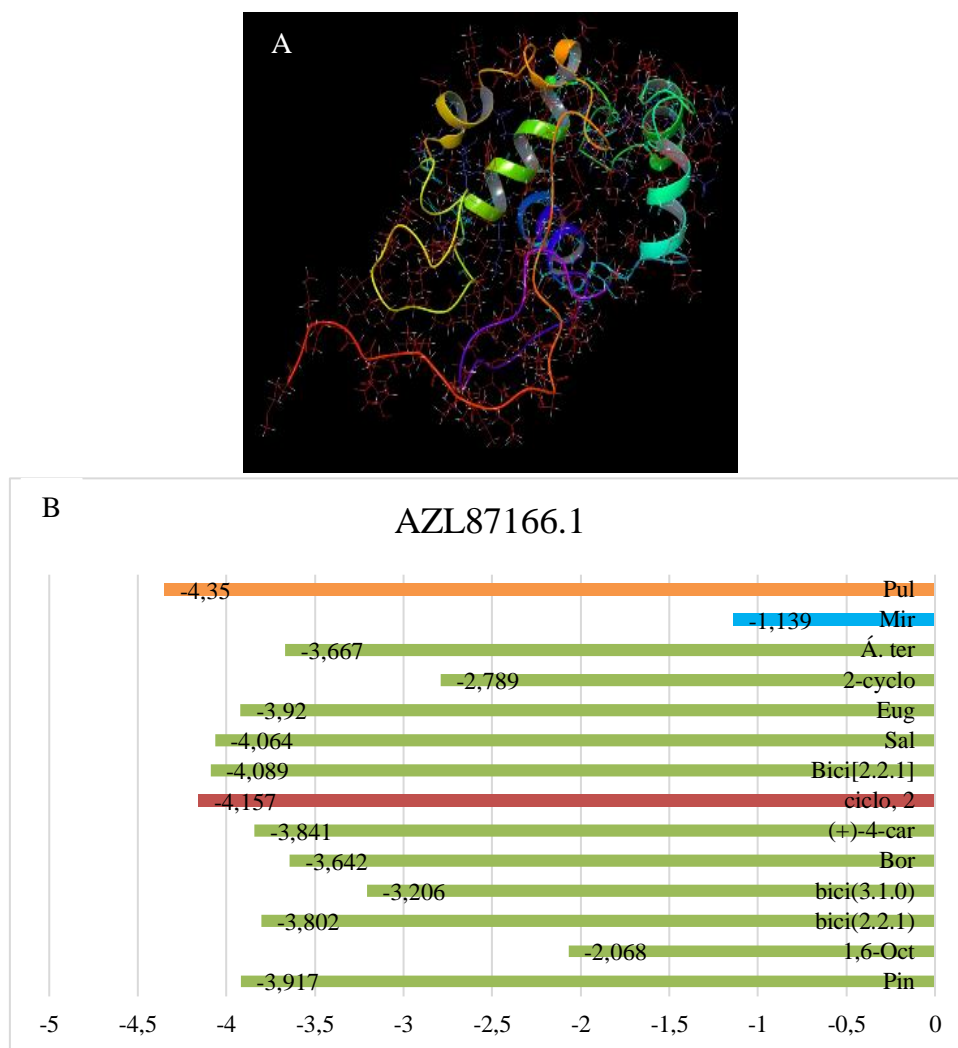 A
B
AZL87166.1
-4,35 Pul
-1,139 Mir
-3,667 Á. ter
-2,789 2-cyclo
-3,92 Eug
-4,064 Sal
-4,089 Bici[2.2.1]
-4,157 ciclo, 2
-3,841 (+)-4-car
-3,642 Bor
-3,206 bici(3.1.0)
-3,802 bici(2.2.1)
-2,068 1,6-Oct
-3,917 Pin
-5 -4,5 -4 -3,5 -3 -2,5 -2 -1,5 -1 -0,5 0